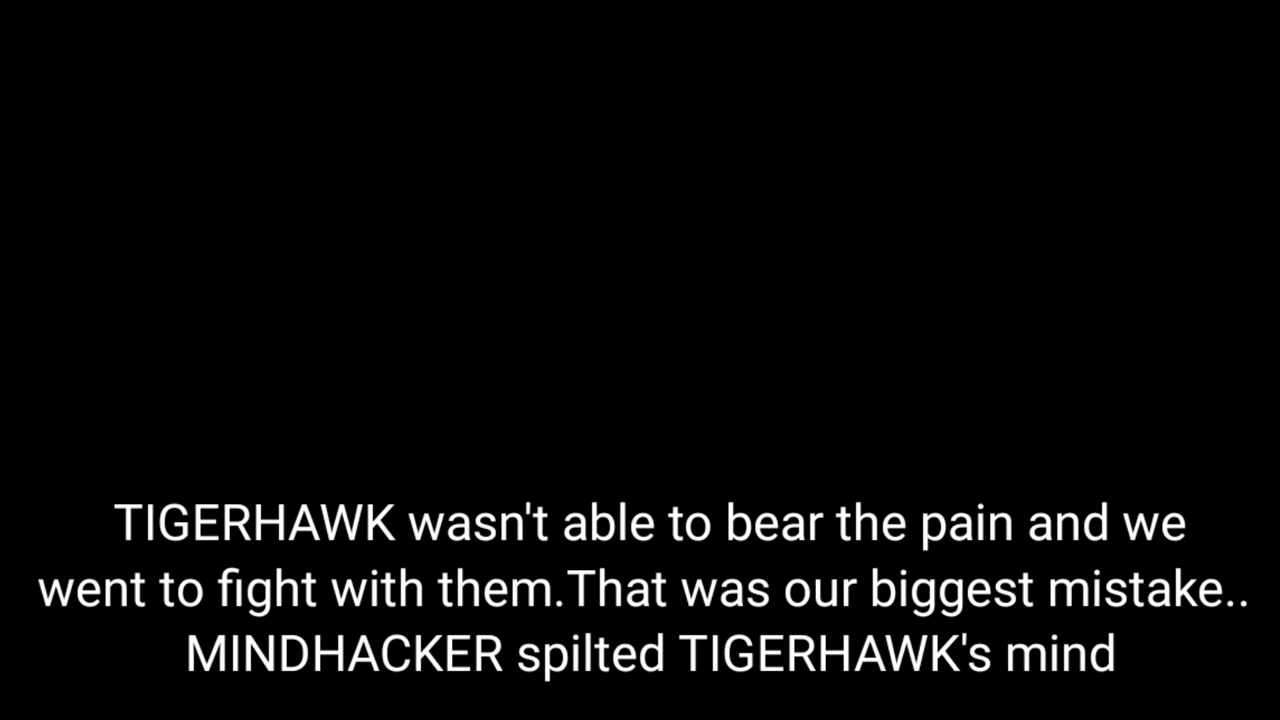 TIGERHAWK wasn't able to bear the pain and we
went to fight with them.That was our biggest mistake..
MINDHACKER spilted TIGERHAWK's mind